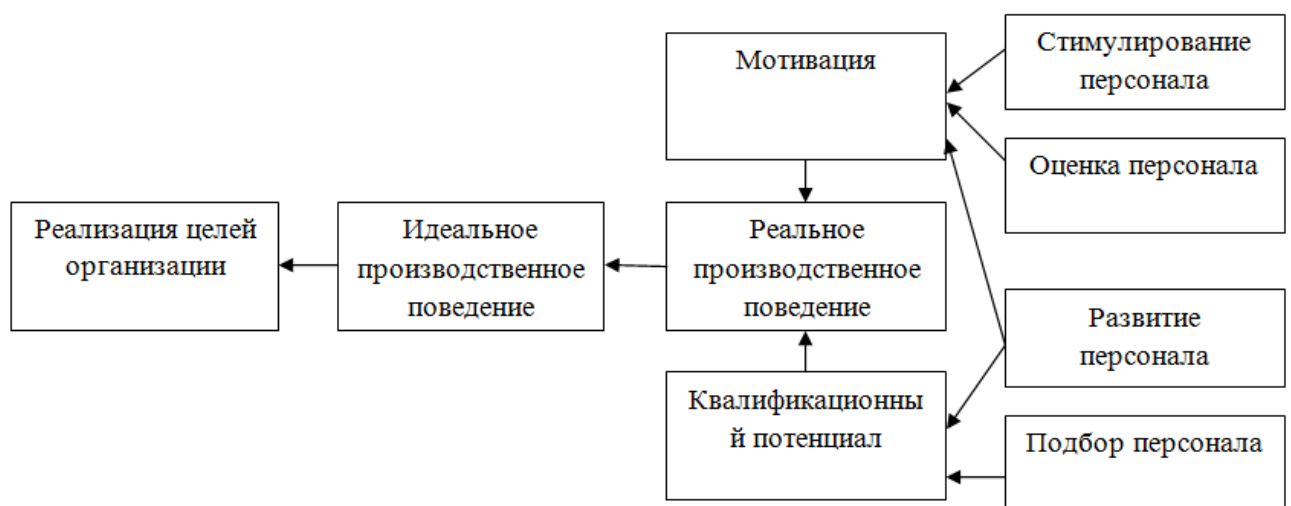 Мотивация
Стимулирование
персонала
Оценка персонала
Реализация целей
организации
Идеальное
производственное
поведение
Реальное
производственное
поведение
Развитие
персонала
Квалификационны
й потенциал
Подбор персонала